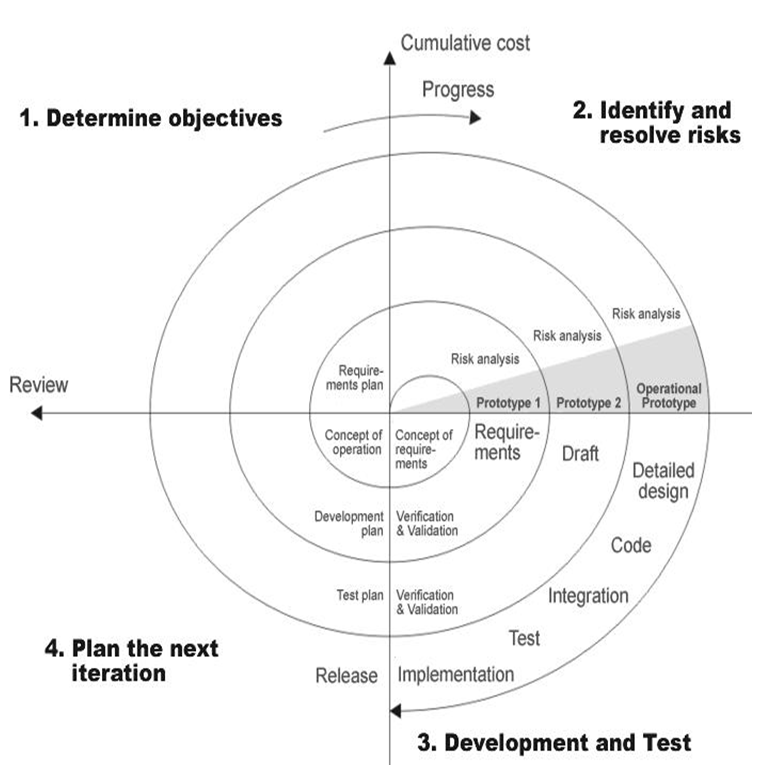 Cumulative cost
Progress
1. Determine objectives
2. Identify and
resolve risks
Risk analysis
Risk analysis
Risk analysis
Require-
ments plan
Review
Operational
Prototype
Prototype 1
Prototype 2
Concept of
operation
Concept of
require-
ments
Require-
ments
Draft
Detailed
design
Development
plan
Verification
& Validation
Code
Test plan
Verification
& Validation
Integration
Test
4. Plan the next
iteration
Release
Implementation
3. Development and Test